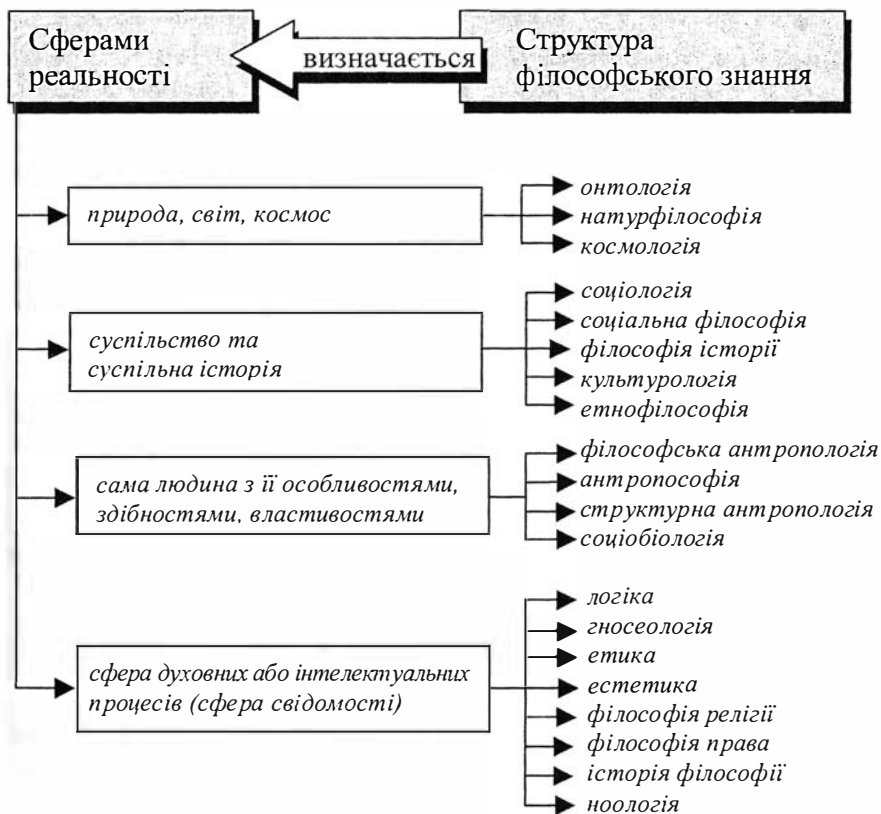 Сферами
реальності
визначається
Структура
філософського знання
природа, світ, космос
онтологія
натурфілософія
космологія
суспільство та
суспільна історія
соціологія
соціальна філософія
філософія історії
культурологія
етнофілософія
сама людина з її особливостями,
здібностями, властивостями
філософська антропологія
антропософія
структурна антропологія
соціобіологія
сфера духовних або інтелектуальних
процесів (сфера свідомості)
логіка
гносеологія
етика
естетика
філософія релігії
філософія права
історія філософії
ноологія